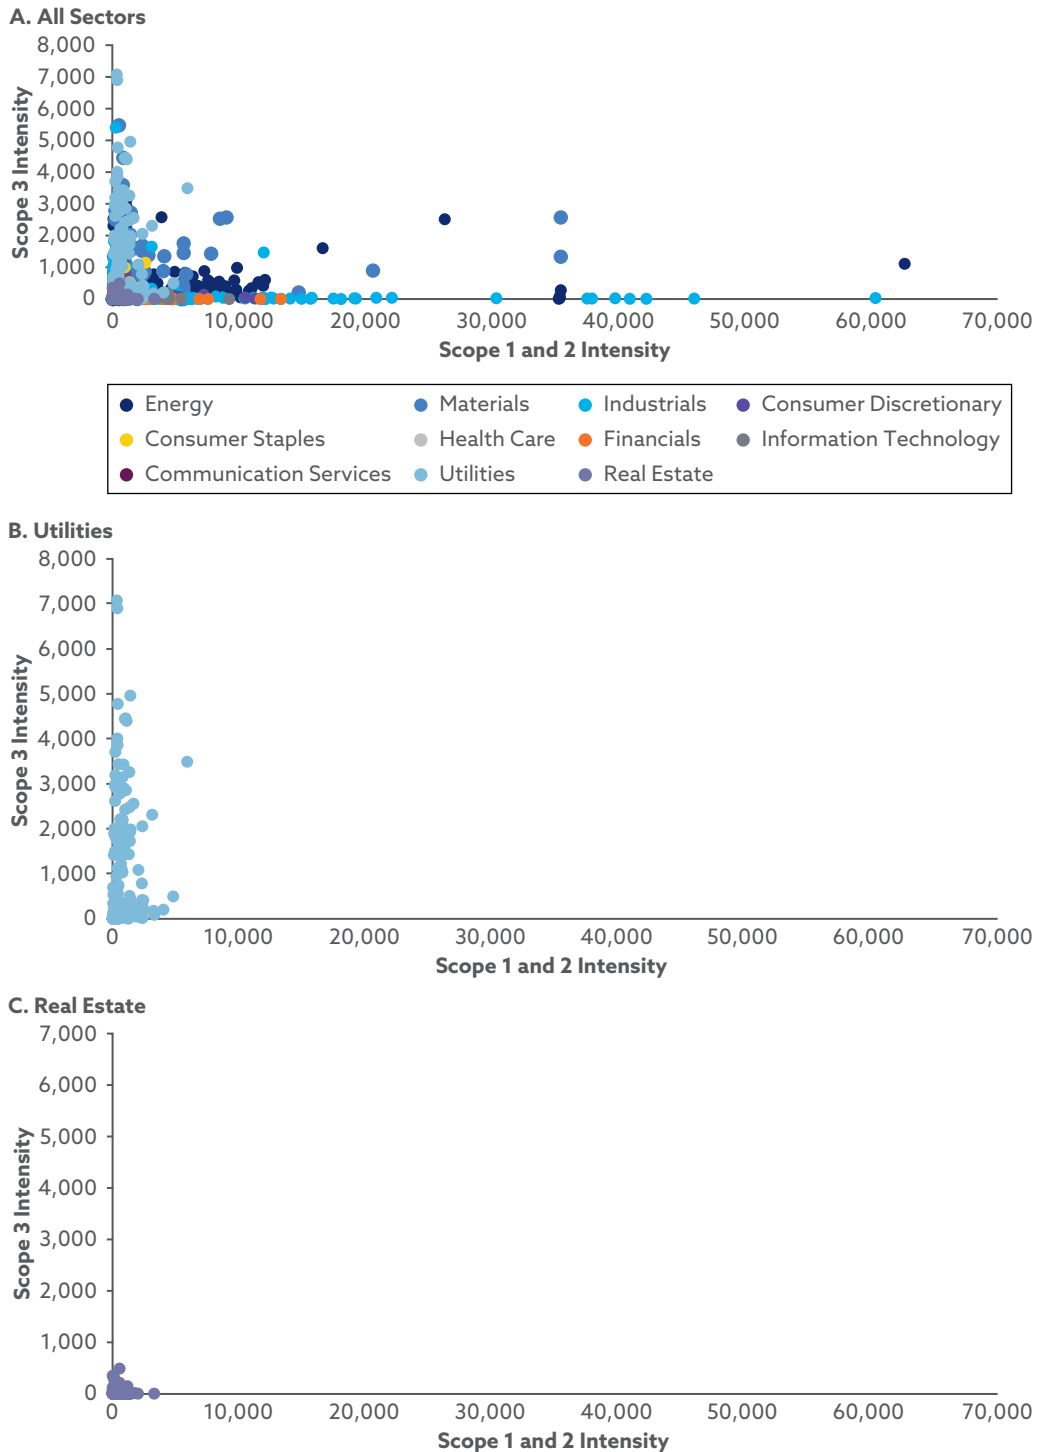 A. All Sectors
8,000
7,000
6,000
5,000
4,000
3,000
2,000
1,000
0
Scope 3 Intensity
0 10,000 20,000 30,000 40,000 50,000 60,000 70,000
Scope 1 and 2 Intensity
Energy Materials Industrials Consumer Discretionary
Consumer Staples Health Care Financials Information Technology
Communication Services Utilities Real Estate
B. Utilities
8,000
7,000
6,000
5,000
4,000
3,000
2,000
1,000
0
Scope 3 Intensity
0 10,000 20,000 30,000 40,000 50,000 60,000 70,000
Scope 1 and 2 Intensity
C. Real Estate
7,000
6,000
5,000
4,000
3,000
2,000
1,000
0
Scope 3 Intensity
0 10,000 20,000 30,000 40,000 50,000 60,000 70,000
Scope 1 and 2 Intensity